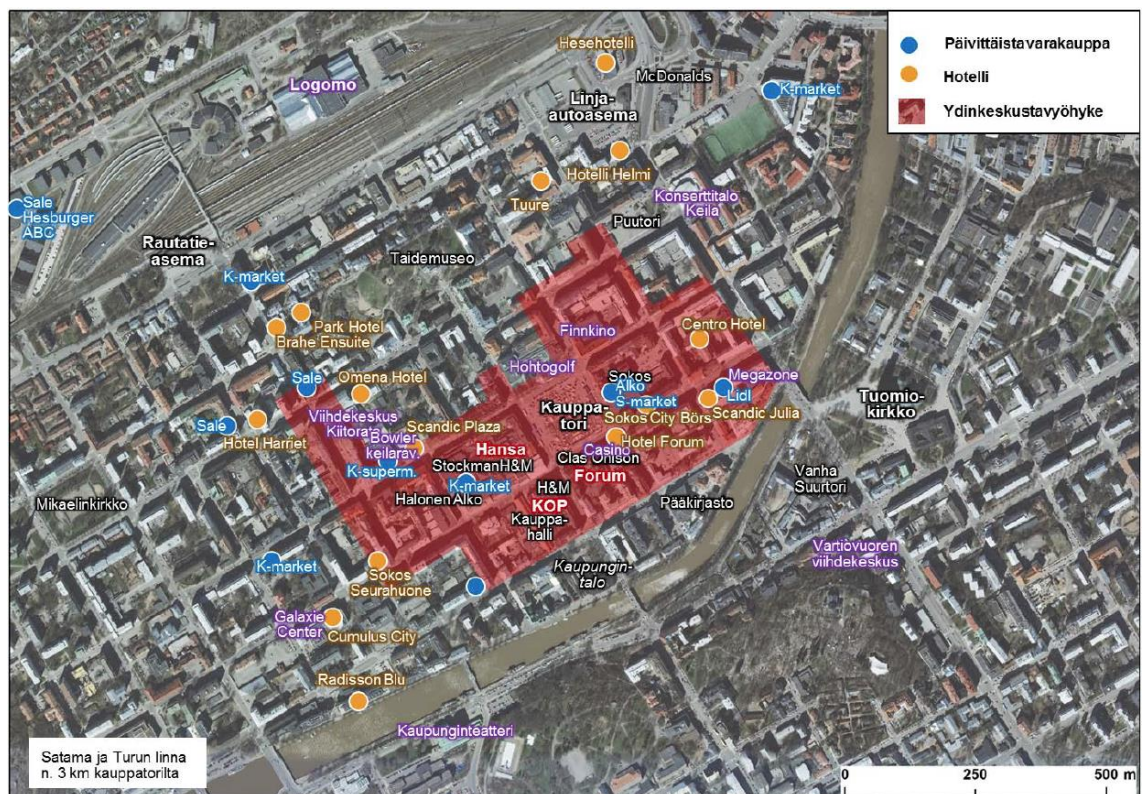 Päivittäistavarakauppa
Hotelli
Ydinkeskustavyöhyke
Hesehotelli
McDonalds
Logomo
K-market
Linja-
autoasema
Hotelli Helmi
Tuure
Konserttitalo
Keila
Puutori
Sale
Hesburger
ABC
Rautatie-
asema
Taidemuseo
K-market
Park Hotel
Brahe Ensuite
Finnkino
Centro Hotel
Hohtogolf
Sale
Omena Hotel
Sokos
Alko
S-market
Megazone
Lidl
Scandic Julia
Sokos City Börs
Tuomio-
kirkko
Kauppa-
tori
Sale
Hotel Harriet
Viihdekeskus
Kiitorata
Bowler
keilaräv.
Scandic Plaza
K-superm.
Hansa
Stockman
H&M
K-market
Halonen Alko
Hotel Forum
Casino
Clas Ohlson
Forum
H&M
KOP
Kauppa-
halli
Pääkirjasto
Vanha
Suurtori
Mikaelinkirkko
Vartiovuoren
viihdekeskus
K-market
Sokos
Seurahuone
Kaupungin-
talo
Galaxie
Center
Cumulus City
Radisson Blu
Kaupunginteatteri
Satama ja Turun linna
n. 3 km kauppatorilta
0 250 500 m